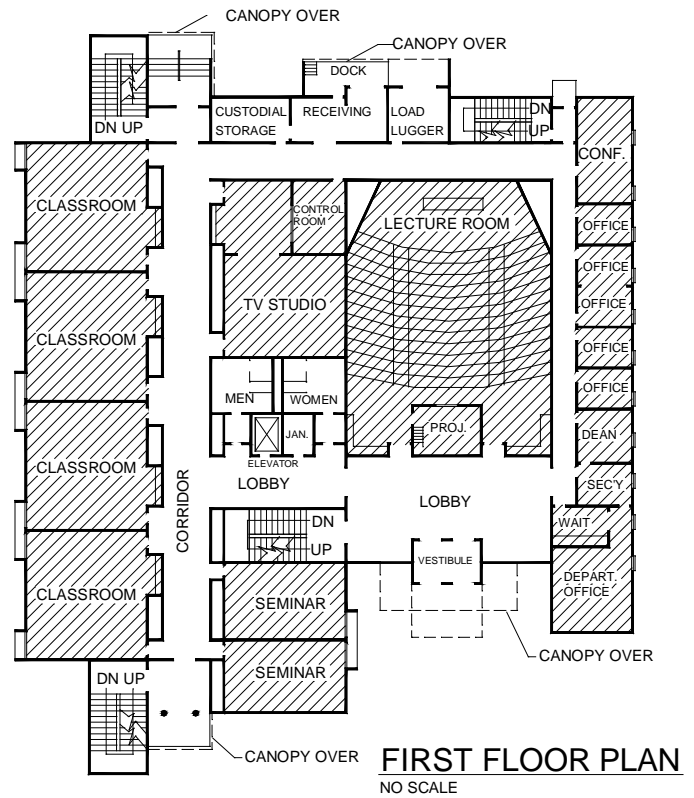 CANOPY OVER
CANOPY OVER
DOCK
DN UP
CUSTODIAL
STORAGE
RECEIVING
LOAD
LUGGER
DN
UP
CONF.
CLASSROOM
CONTROL
ROOM
LECTURE ROOM
OFFICE
OFFICE
TV STUDIO
OFFICE
CLASSROOM
OFFICE
OFFICE
MEN
WOMEN
PROJ.
JAN.
DEAN
ELEVATOR
CLASSROOM
LOBBY
LOBBY
SEC'Y
CORRIDOR
DN
UP
WAIT
VESTIBULE
DEPART.
OFFICE
CLASSROOM
SEMINAR
CANOPY OVER
SEMINAR
DN UP
CANOPY OVER
FIRST FLOOR PLAN
NO SCALE